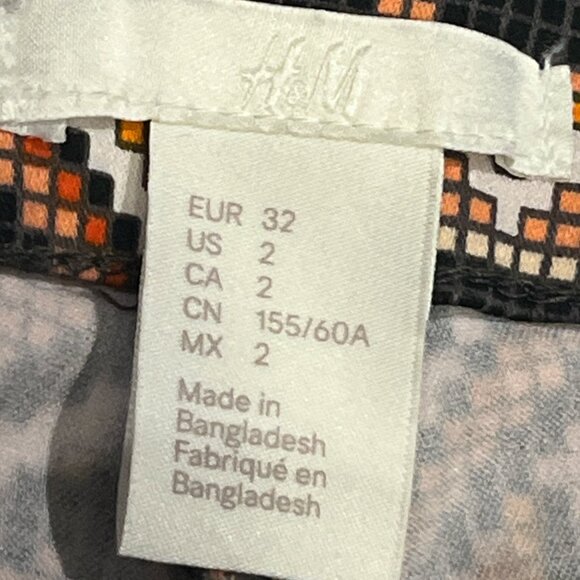 H&M
EUR 32
US 2
CA 2
CN 155/60A
MX 2
Made in
Bangladesh
Fabriqué en
Bangladesh